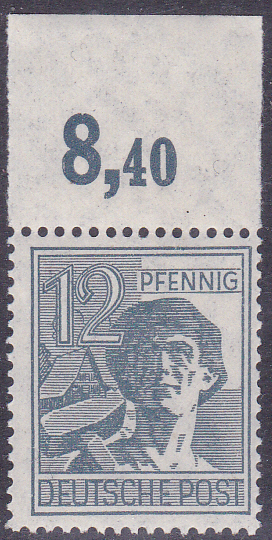 8,40
12 PFENNIG
DEUTSCHE POST